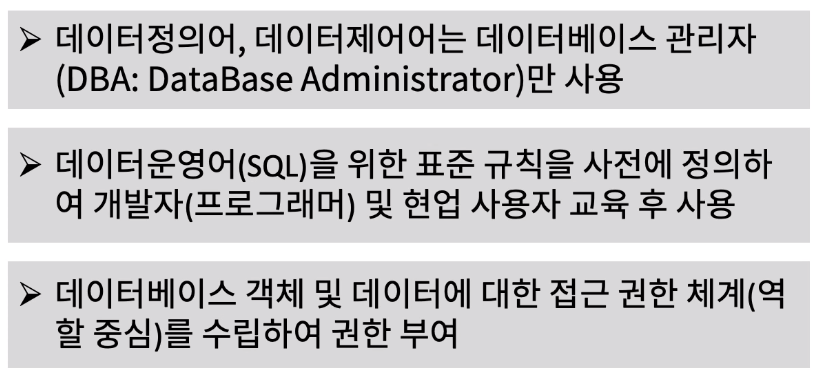 ➢ 데이터정의어, 데이터제어어는 데이터베이스 관리자
(DBA: DataBase Administrator)만 사용
➢ 데이터운영어(SQL)을 위한 표준 규칙을 사전에 정의하
여 개발자(프로그래머) 및 현업 사용자 교육 후 사용
➢ 데이터베이스 객체 및 데이터에 대한 접근 권한 체계(역
할 중심)를 수립하여 권한 부여